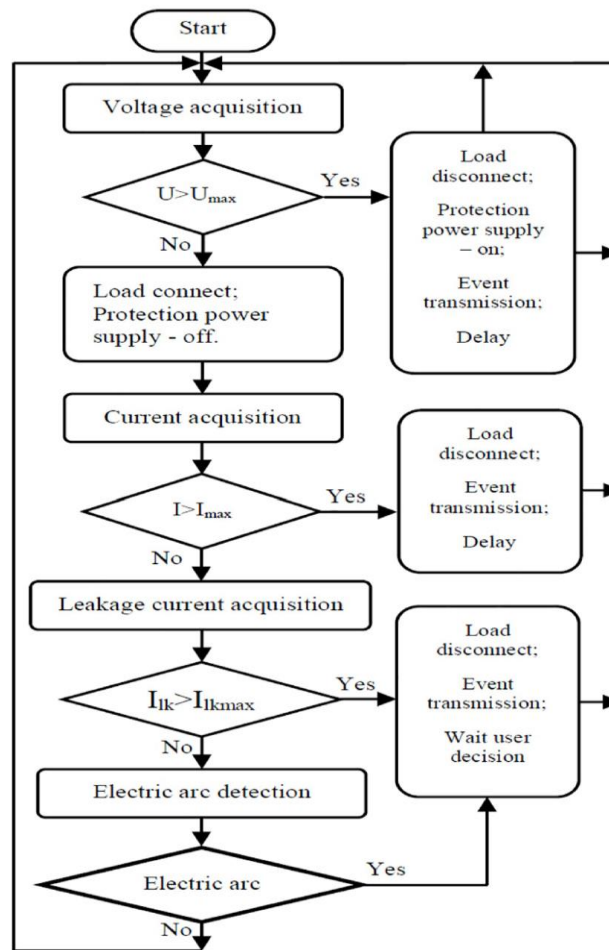 Start
Voltage acquisition
U>Umax
Yes
No
Load
disconnect;
Protection
power supply
– on;
Event
transmission;
Delay
Load connect;
Protection power
supply - off.
Current acquisition
I>Imax
Yes
No
Load
disconnect;
Event
transmission;
Delay
Leakage current acquisition
Ilk>Ilkmax
Yes
No
Load
disconnect;
Event
transmission;
Wait user
decision
Electric arc detection
Electric arc
Yes
No